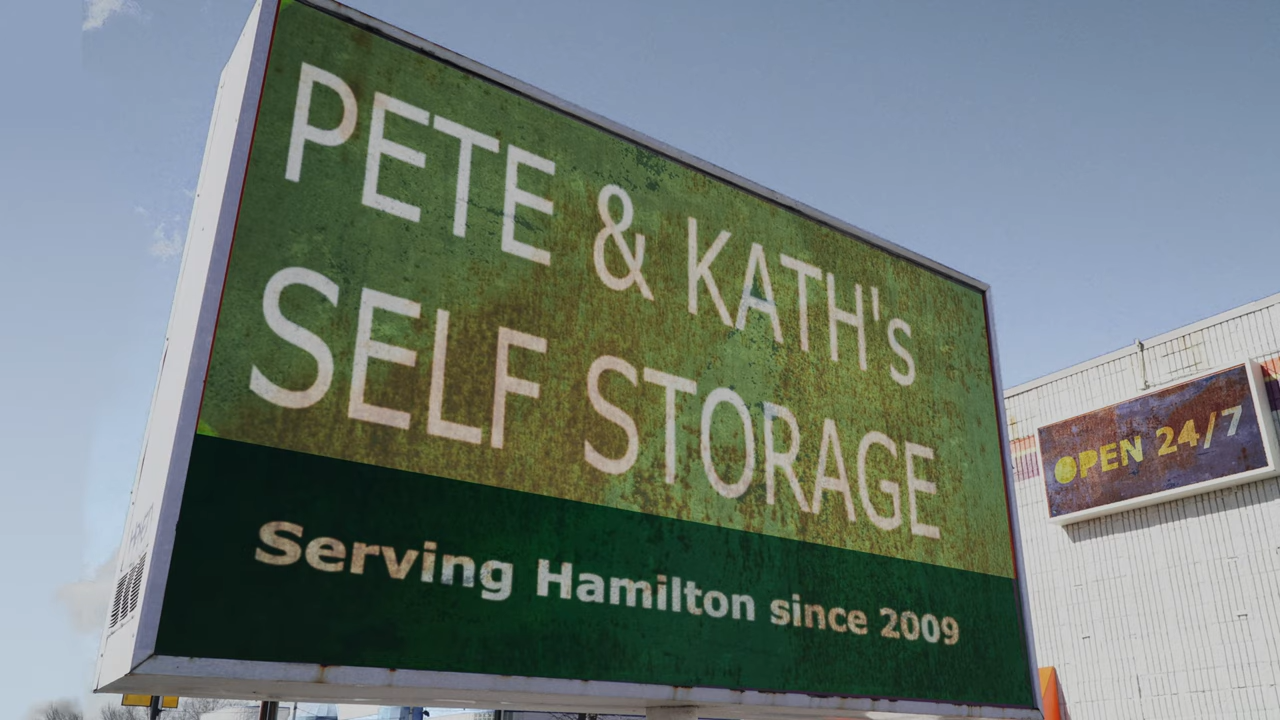 PETE & KATH's
SELF STORAGE
Serving Hamilton since 2009
OPEN 24/7